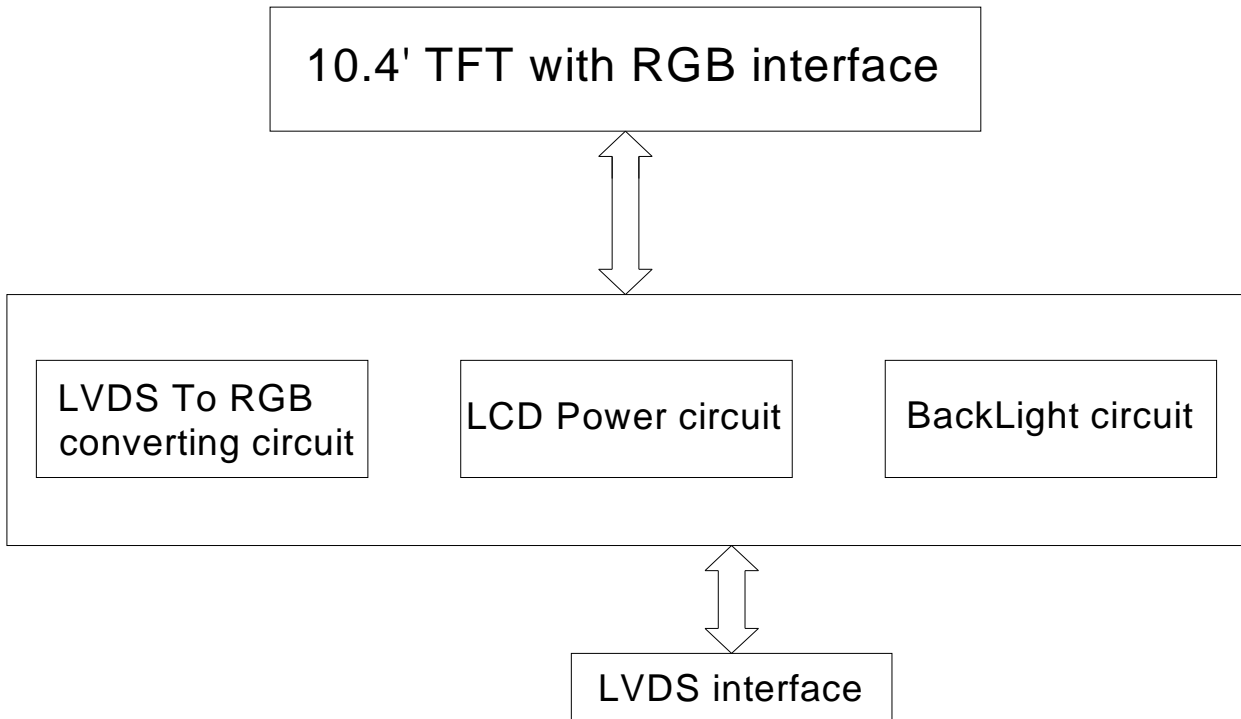 10.4' TFT with RGB interface
LVDS To RGB
converting circuit
LCD Power circuit
BackLight circuit
LVDS interface